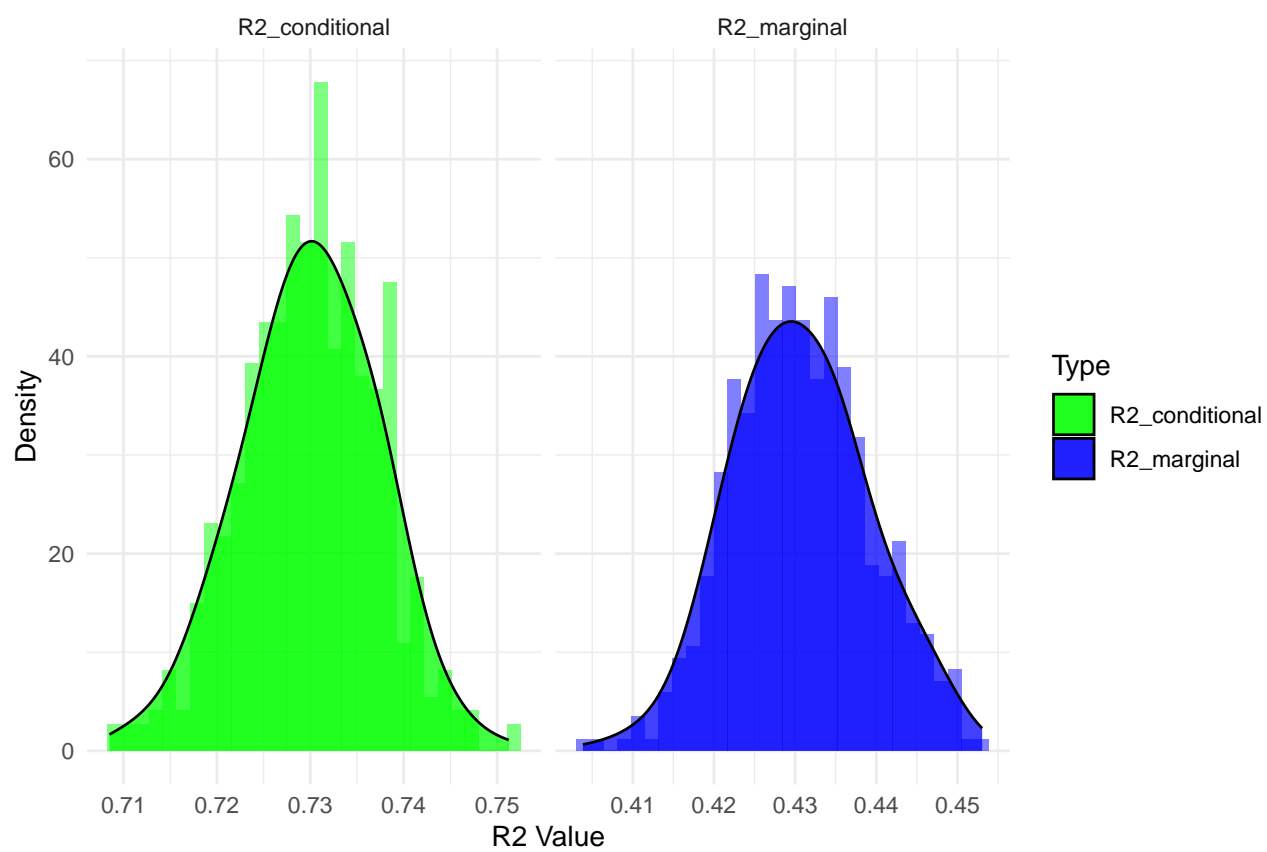 R2_conditional
R2_marginal
Density
60
40
20
0
0.71 0.72 0.73 0.74 0.75
0.41 0.42 0.43 0.44 0.45
R2 Value
Type
R2_conditional
R2_marginal